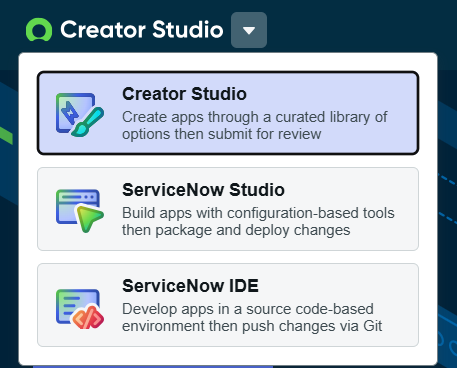 Creator Studio
Creator Studio
Create apps through a curated library of
options then submit for review
ServiceNow Studio
Build apps with configuration-based tools
then package and deploy changes
ServiceNow IDE
Develop apps in a source code-based
environment then push changes via Git